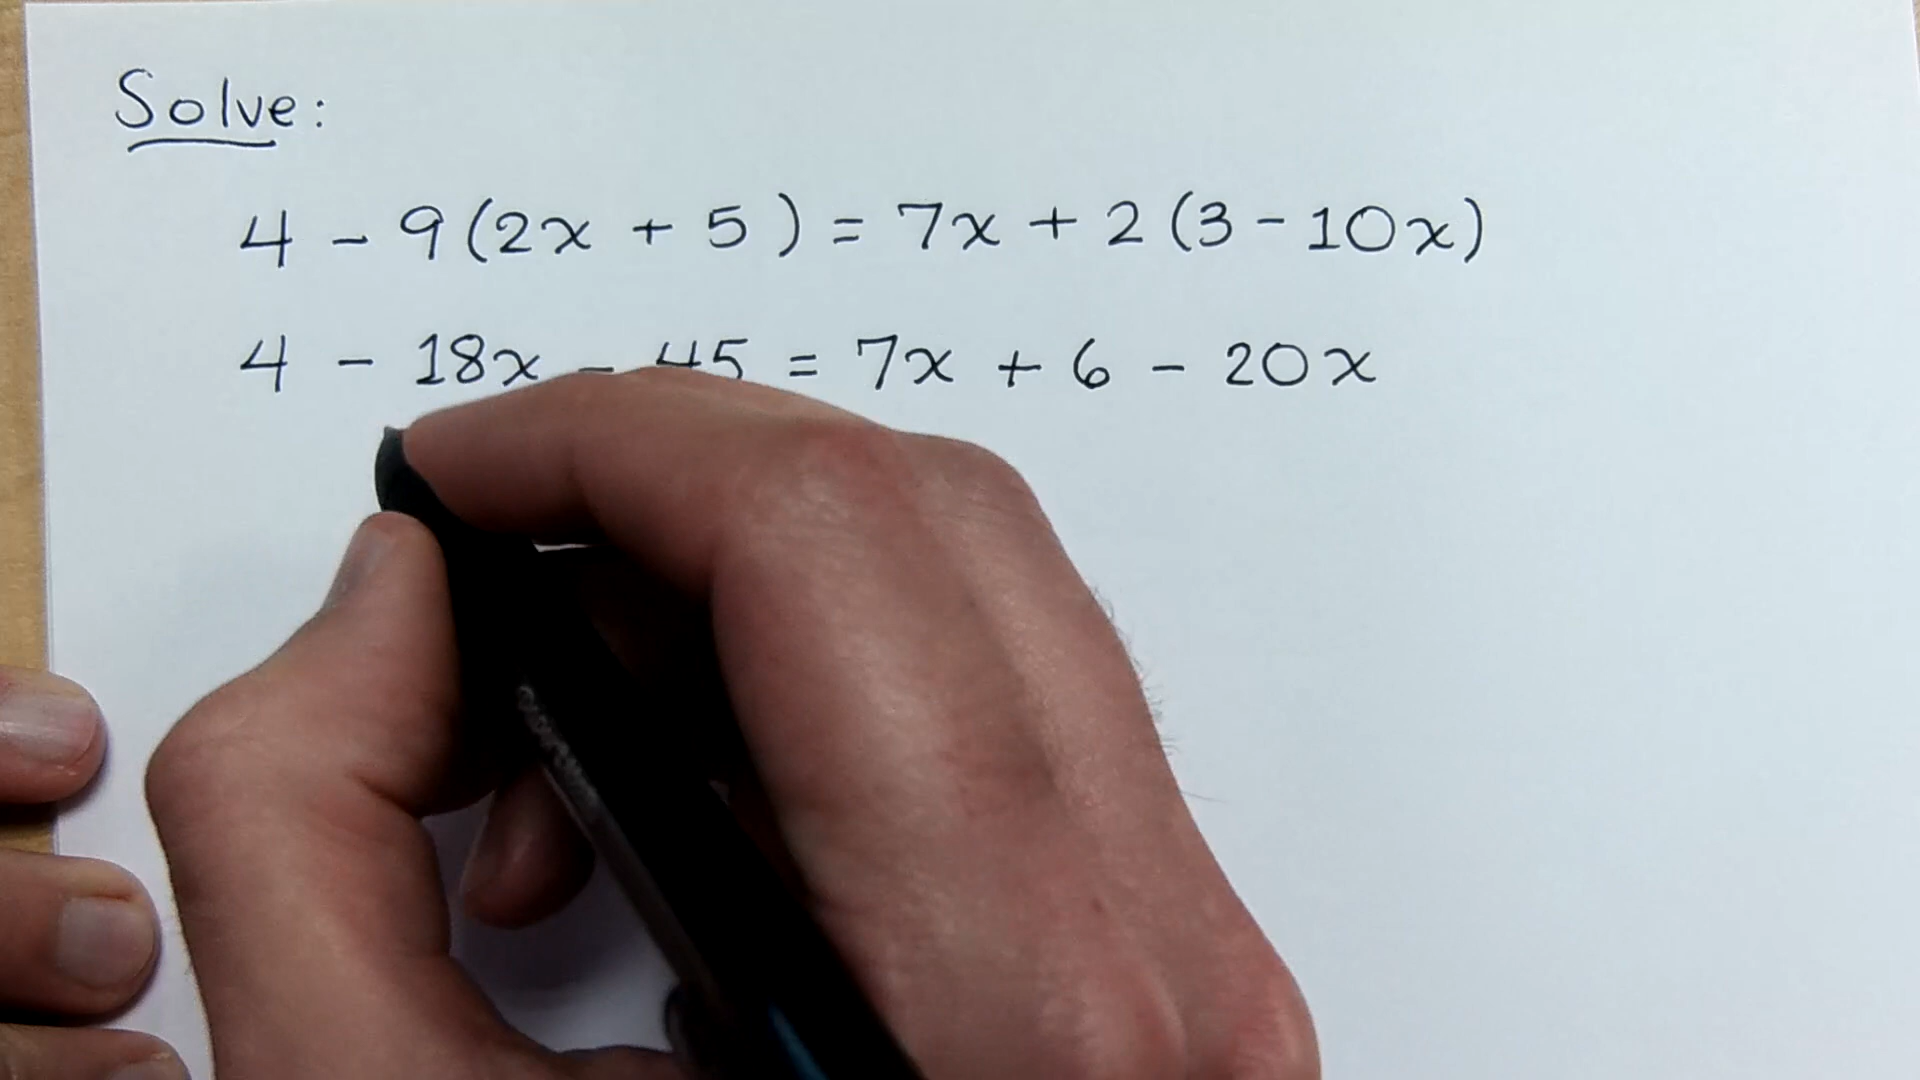 Solve:
4 - 9(2x + 5) = 7x + 2(3 - 10x)
4 - 18x - 45 = 7x + 6 - 20x